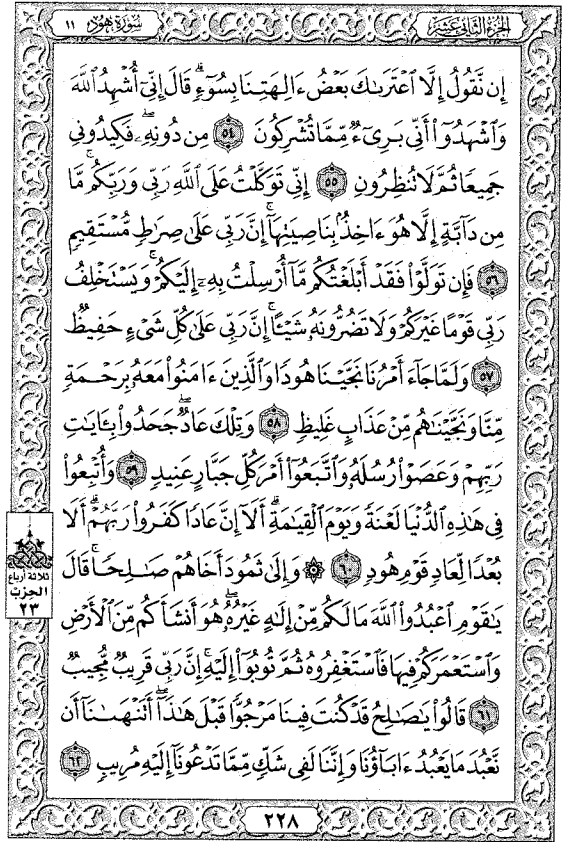 الجزء الثاني عشر
سورة هود ١١
إِن نَّقُولُ إِلَّا ٱعْتَرَىٰكَ بَعْضُ ءَالِهَتِنَا بِسُوٓءٍۗ قَالَ إِنِّيٓ أُشْهِدُ ٱللَّهَ
وَٱشْهَدُوٓاْ أَنِّي بَرِيٓءٌ مِّمَّا تُشْرِكُونَ ٥٤ مِن دُونِهِۦۖ فَكِيدُونِي
جَمِيعًا ثُمَّ لَا تُنظِرُونِ ٥٥ إِنِّي تَوَكَّلْتُ عَلَى ٱللَّهِ رَبِّي وَرَبِّكُمۚ مَّا
مِن دَآبَّةٍ إِلَّا هُوَ ءَاخِذُۢ بِنَاصِيَتِهَآۚ إِنَّ رَبِّي عَلَىٰ صِرَٰطٍ مُّسْتَقِيمٍ
٥٦ فَإِن تَوَلَّوْاْ فَقَدْ أَبْلَغْتُكُم مَّآ أُرْسِلْتُ بِهِۦٓ إِلَيْكُمْۚ وَيَسْتَخْلِفُ
رَبِّي قَوْمًا غَيْرَكُمْ وَلَا تَضُرُّونَهُۥ شَيْـًٔاۚ إِنَّ رَبِّي عَلَىٰ كُلِّ شَيْءٍ حَفِيظٌ
٥٧ وَلَمَّا جَآءَ أَمْرُنَا نَجَّيْنَا هُودًا وَٱلَّذِينَ ءَامَنُواْ مَعَهُۥ بِرَحْمَةٍ
مِّنَّا وَنَجَّيْنَٰهُم مِّنْ عَذَابٍ غَلِيظٍ ٥٨ وَتِلْكَ عَادٌۖ جَحَدُواْ بِـَٔايَٰتِ
رَبِّهِمْ وَعَصَوْاْ رُسُلَهُۥ وَٱتَّبَعُوٓاْ أَمْرَ كُلِّ جَبَّارٍ عَنِيدٍ ٥٩ وَأُتْبِعُواْ
فِي هَٰذِهِ ٱلدُّنْيَا لَعْنَةً وَيَوْمَ ٱلْقِيَٰمَةِۗ أَلَآ إِنَّ عَادًا كَفَرُواْ رَبَّهُمْۗ أَلَا
بُعْدًا لِّعَادٍ قَوْمِ هُودٍ ٦٠ ۞ وَإِلَىٰ ثَمُودَ أَخَاهُمْ صَٰلِحًاۚ قَالَ
يَٰقَوْمِ ٱعْبُدُواْ ٱللَّهَ مَا لَكُم مِّنْ إِلَٰهٍ غَيْرُهُۥۖ هُوَ أَنشَأَكُم مِّنَ ٱلْأَرْضِ
وَٱسْتَعْمَرَكُمْ فِيهَا فَٱسْتَغْفِرُوهُ ثُمَّ تُوبُوٓاْ إِلَيْهِۚ إِنَّ رَبِّي قَرِيبٌ مُّجِيبٌ
٦١ قَالُواْ يَٰصَٰلِحُ قَدْ كُنتَ فِينَا مَرْجُوًّا قَبْلَ هَٰذَآۖ أَتَنْهَىٰنَآ أَن
نَّعْبُدَ مَا يَعْبُدُ ءَابَآؤُنَا وَإِنَّنَا لَفِي شَكٍّ مِّمَّا تَدْعُونَآ إِلَيْهِ مُرِيبٍ ٦٢
ثلاثة أرباع
الحزب
٢٣
٢٢٨